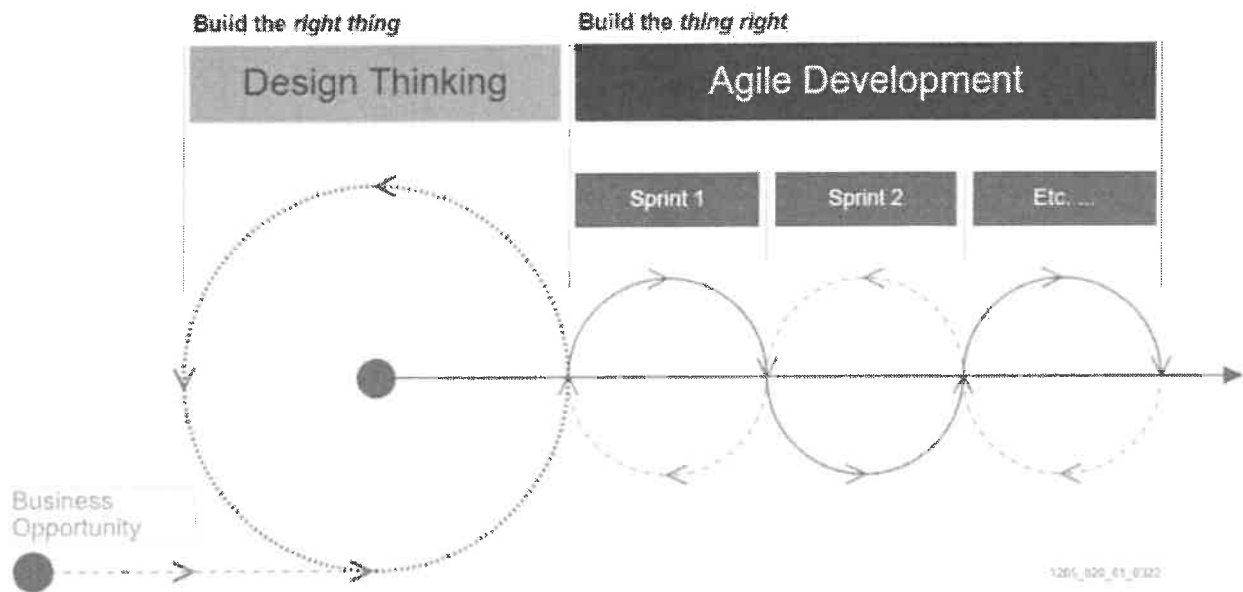 Build the right thing
Build the thing right
Design Thinking
Agile Development
Sprint 1
Sprint 2
Etc. ...
Business
Opportunity
1205_020_01_0322